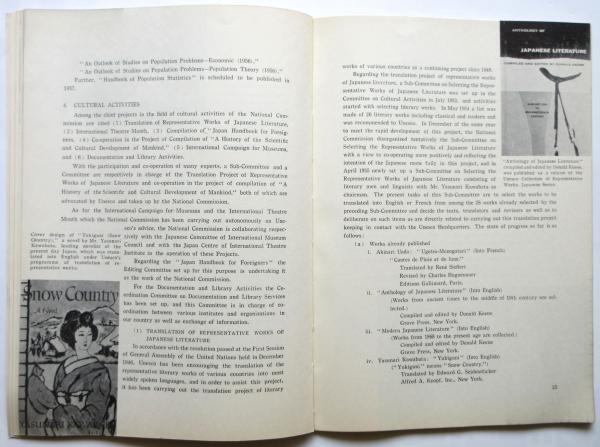 "An Outlook of Studies on Population Problems—Economic (1956),"
"An Outlook of Studies on Population Problems—Population Theory (1956),"
Further, "Handbook of Population Statistics" is scheduled to be published in
1957.
4. CULTURAL ACTIVITIES
Among the chief projects in the field of cultural activities of the National Com-
mission are cited (1) Translation of Representative Works of Japanese Literature,
(2) International Theatre Month, (3) Compilation of "Japan Handbook for Foreig-
ners, (4) Co-operation in the Project of Compilation of "A History of the Scientific
and Cultural Development of Mankind," (5) International Campaign for Museums,
and (6) Documentation and Library Activities.
With the co-operation and participation of many experts, a Sub-Committee and a
Committee are respectively in charge of the Translation Project of Representative
Works of Japanese Literature and co-operation in the project of compilation of "A
History of the Scientific and Cultural Development of Mankind," both of which are
advocated by Unesco and taken up by the National Commission.
As for the International Campaign for Museums and the International Theatre
Month which the National Commission has been carrying out autonomously on Une-
sco's advice, the National Commission is collaborating respec-
tively with the Japanese Committee of International Museum
Council and with the Japan Centre of International Theatre
Institute in the operation of these Projects.
Regarding the "Japan Handbook for Foreigners" the
Editing Committee set up for this purpose is undertaking it
as the work of the National Commission.
For the Documentation and Library Activities the Co-
ordination Committee on Documentation and Library Services
has been set up, and this Committee is in charge of co-
ordination between various institutes and organizations in
our country as well as exchange of information.
(1) TRANSLATION OF REPRESENTATIVE WORKS OF
JAPANESE LITERATURE
In accordance with the resolution passed at the First Session
of General Assembly of the United Nations held in December
1946, Unesco has been encouraging the translation of the
representative literary works of various countries into most
widely spoken languages, and in order to assist this project,
it has been carrying out the translation project of literary
Cover design of "Yukiguni (Snow
Country)," a novel by Mr. Yasunari
Kawabata, leading novelist of
present day Japan, which was trans-
lated into English under Unesco's
programme of translation of re-
presentative works.
Snow Country
A Novel
YASUNARI KAWABATA
ANTHOLOGY OF
JAPANESE LITERATURE
COMPILED AND EDITED BY DONALD KEENE
works of various countries as a continuing project since 1948.
Regarding the translation project of representative works
of Japanese literature, a Sub-Committee on Selecting the Repre-
sentative Works of Japanese Literature was set up in the
Committee on Cultural Activities in July 1952, and activities
started with selecting literary works. In May 1954 a list was
made of 26 literary works including classical and modern and
was recommended to Unesco. In December of the same year
to meet the rapid development of this project, the National
Commission disorganized tentatively the Sub-Committee on
Selecting the Representative Works of Japanese Literature
with a view to co-operating more positively and reflecting the
intention of the Japanese more fully in this project, and in
April 1955 newly set up a Sub-Committee on Selecting the
Representative Works of Japanese Literature consisting of
literary men and linguists with Mr. Yasunari Kawabata as
chairman. The present tasks of this Sub-Committee are to select the works to be
translated into English or French from among the 26 works already selected by the
preceding Sub-Committee and decide the texts, translators and revisers as well as to
deliberate on such items as are directly related to carrying out this translation project,
keeping in contact with the Unesco Headquarters. The state of progress so far is as
follows:
"Anthology of Japanese Literature"
compiled and edited by Donald Keene,
was published as a volume of the
Unesco Collection of Representative
Works, Japanese Series.
(a) Works already published
i. Akinari Ueda: "Ugetsu-Monogatari" (Into French)
"Contes de Pluie et de Lune."
Translated by René Sieffert
Revised by Charles Haguenauer
Editions Gallimard, Paris.
ii. "Anthology of Japanese Literature" (Into English)
(Works from ancient times to the middle of 19th century are sel-
ected.)
Compiled and edited by Donald Keene
Grove Press, New York.
iii. "Modern Japanese Literature" (Into English)
(Works from 1868 to the present age are collected.)
Compiled and edited by Donald Keene
Grove Press, New York.
iv. Yasunari Kawabata: "Yukiguni" (Into English)
("Yukiguni" means "Snow Country.")
Translated by Edward G. Seidensticker
Alfred A. Knopf, Inc., New York.
23